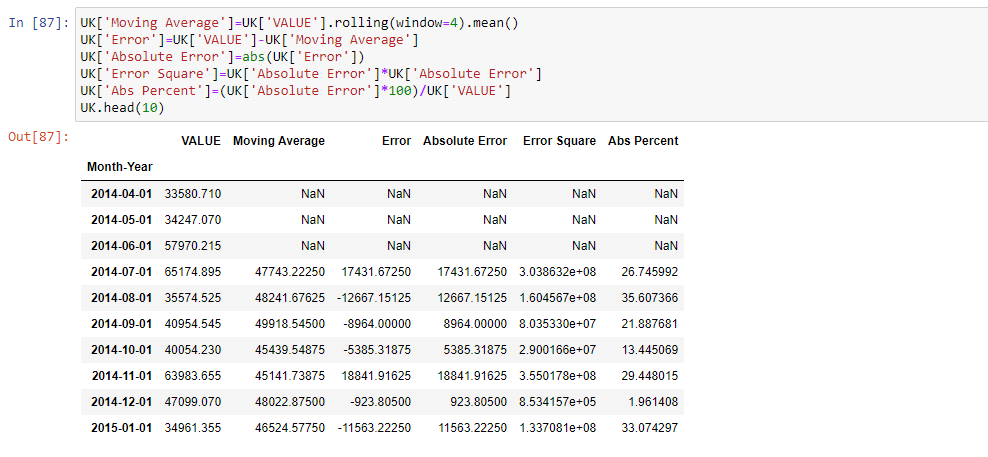 In [87]: UK['Moving Average']=UK['VALUE'].rolling(window=4).mean()
UK['Error']=UK['VALUE']-UK['Moving Average']
UK['Absolute Error']=abs(UK['Error'])
UK['Error Square']=UK['Absolute Error']*UK['Absolute Error']
UK['Abs Percent']=(UK['Absolute Error']*100)/UK['VALUE']
UK.head(10)
Out[87]: VALUE Moving Average Error Absolute Error Error Square Abs Percent
Month-Year
2014-04-01 33580.710 NaN NaN NaN NaN NaN
2014-05-01 34247.070 NaN NaN NaN NaN NaN
2014-06-01 57970.215 NaN NaN NaN NaN NaN
2014-07-01 65174.895 47743.22250 17431.67250 17431.67250 3.038632e+08 26.745992
2014-08-01 35574.525 48241.67625 -12667.15125 12667.15125 1.604567e+08 35.607366
2014-09-01 40954.545 49918.54500 -8964.00000 8964.00000 8.035330e+07 21.887681
2014-10-01 40054.230 45439.54875 -5385.31875 5385.31875 2.900166e+07 13.445069
2014-11-01 63983.655 45141.73875 18841.91625 18841.91625 3.550178e+08 29.448015
2014-12-01 47099.070 48022.87500 -923.80500 923.80500 8.534157e+05 1.961408
2015-01-01 34961.355 46524.57750 -11563.22250 11563.22250 1.337081e+08 33.074297